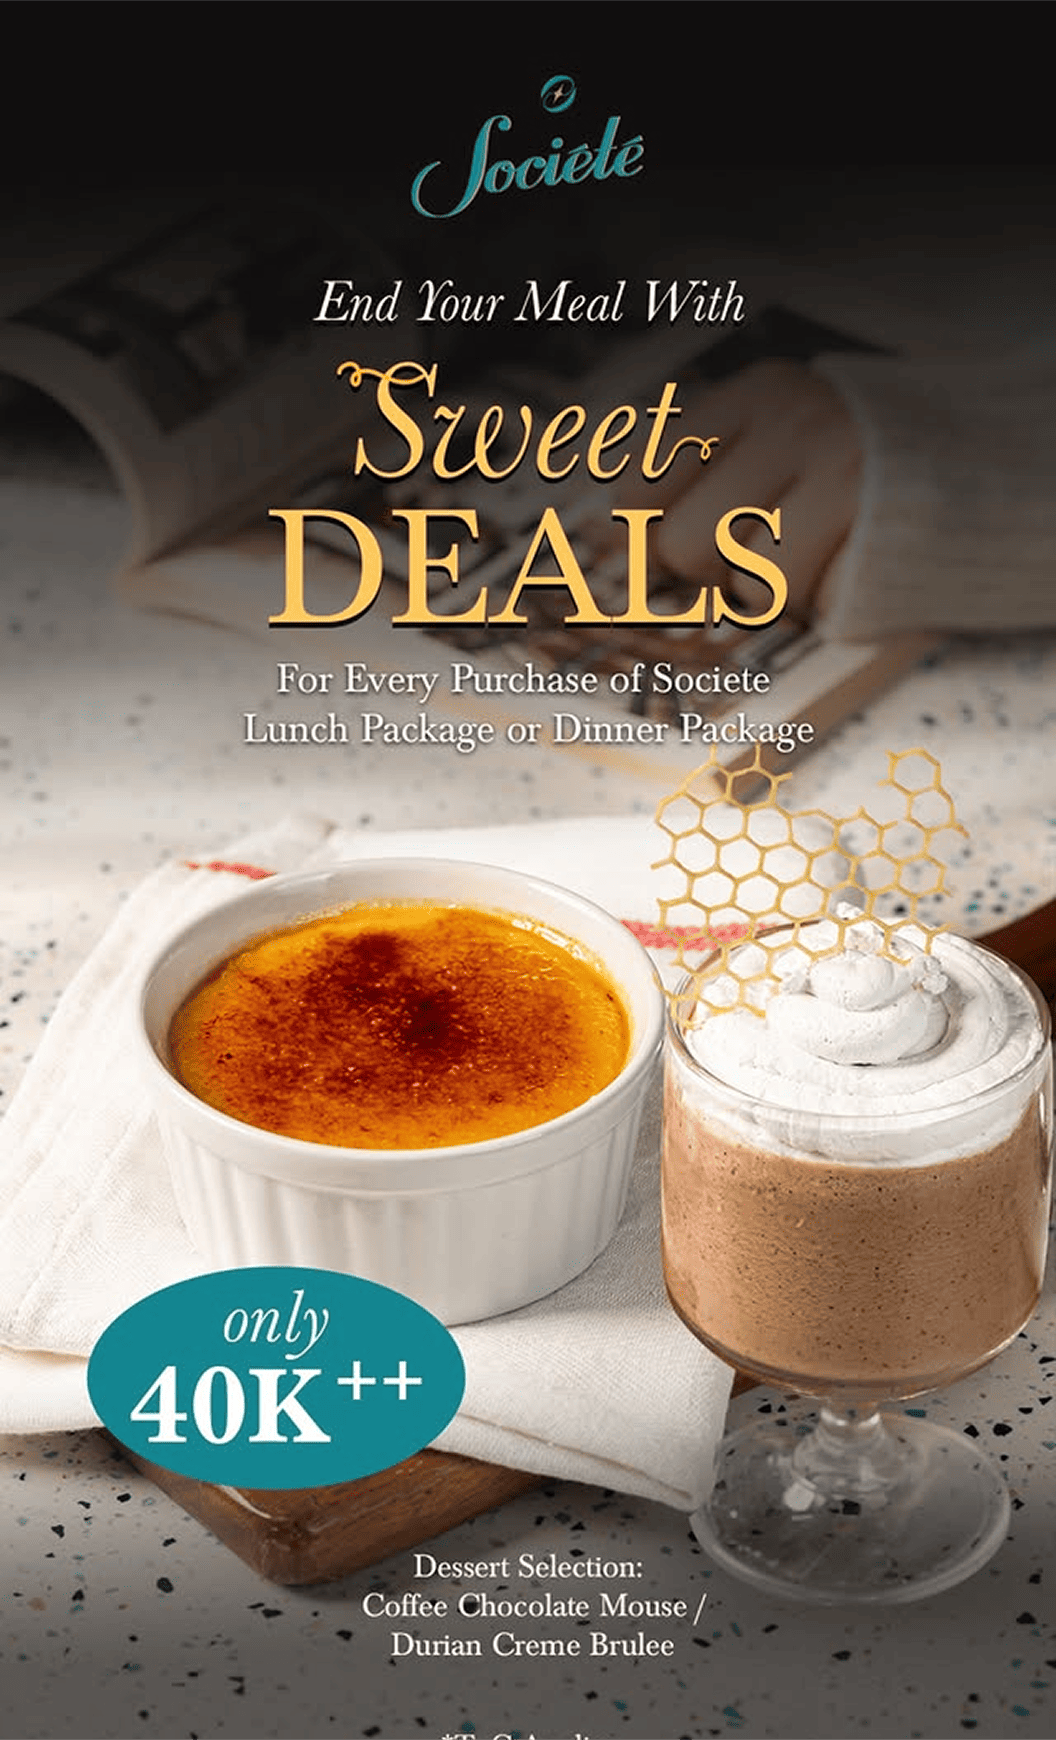 Société
End Your Meal With
Sweet
DEALS
For Every Purchase of Societe
Lunch Package or Dinner Package
only
40K++
Dessert Selection:
Coffee Chocolate Mouse /
Durian Creme Brulee